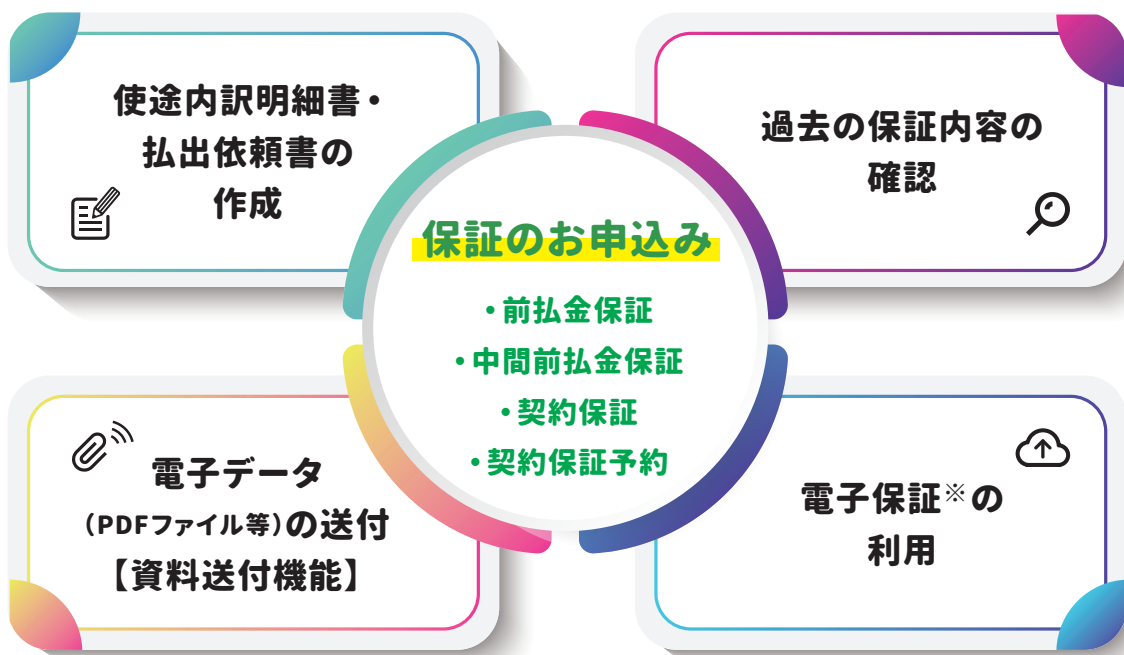 使途内訳明細書・
払出依頼書の
作成
過去の保証内容の
確認
保証のお申込み
・前払金保証
・中間前払金保証
・契約保証
・契約保証予約
電子データ
（PDFファイル等）の送付
【資料送付機能】
電子保証※の
利用